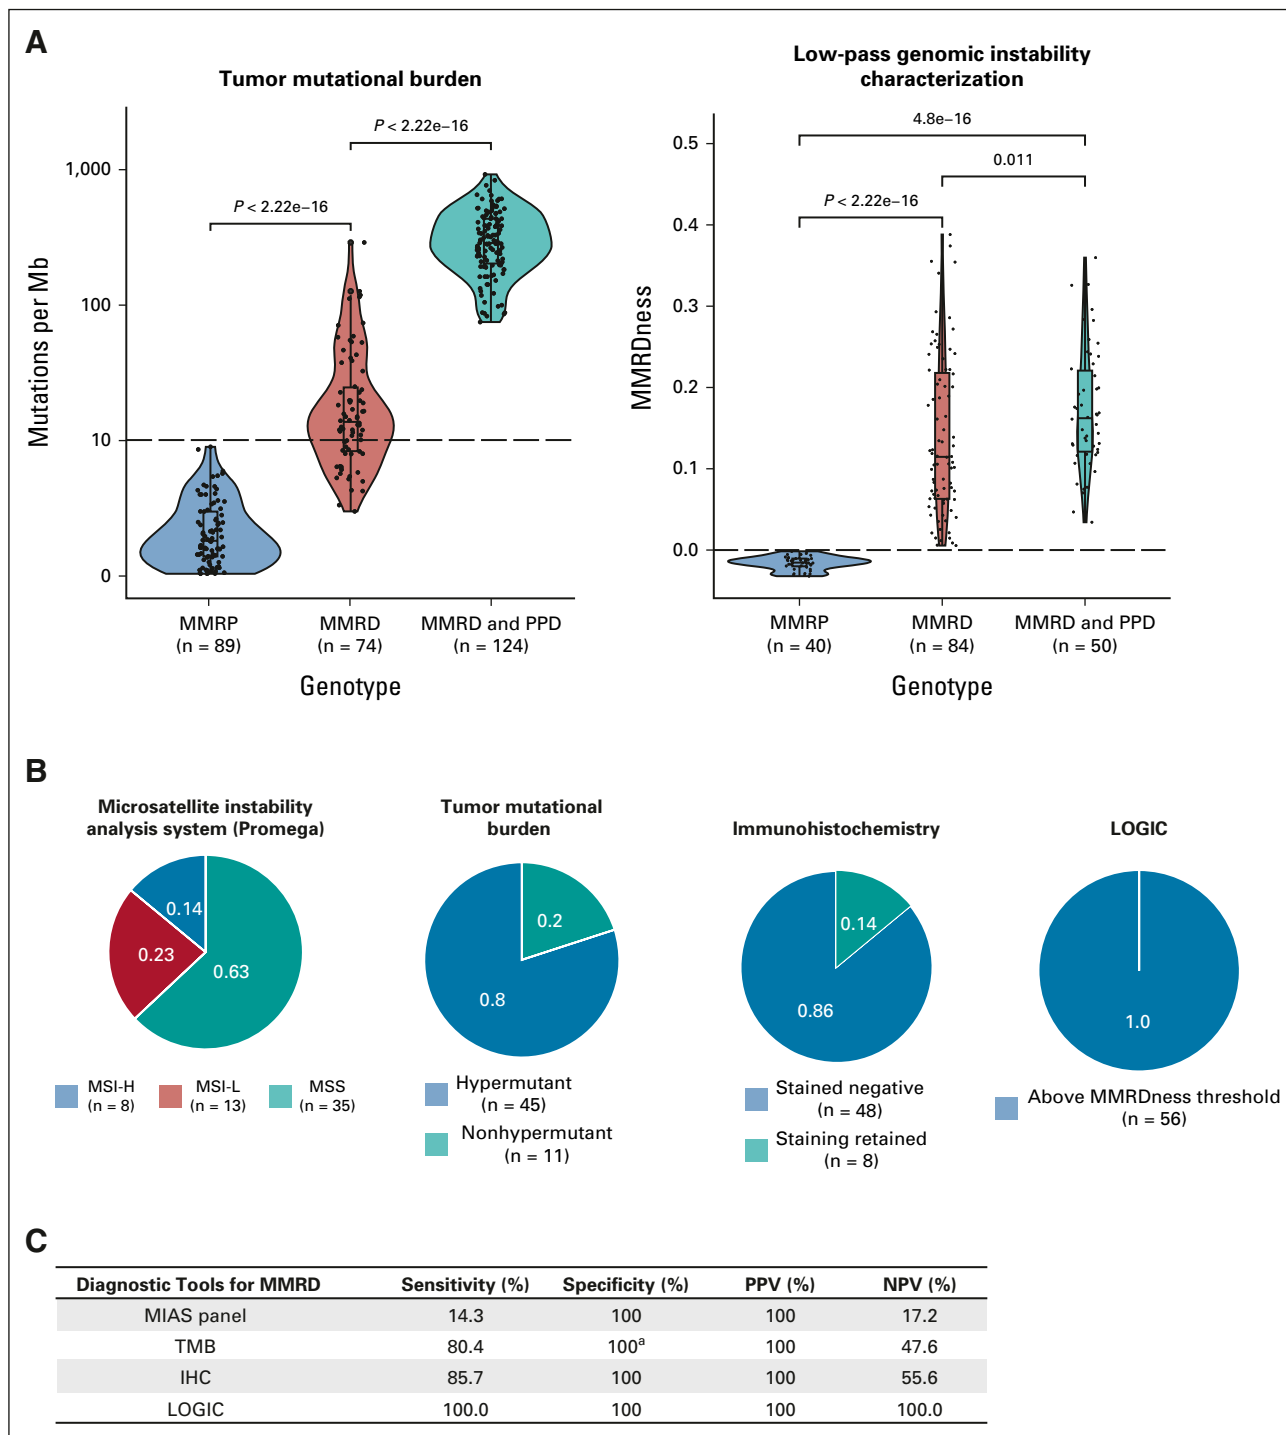 A
Tumor mutational burden
Mutations per Mb
1,000
100
10
0
P < 2.22e−16
P < 2.22e−16
MMRP
(n = 89)
MMRD
(n = 74)
MMRD and PPD
(n = 124)
Genotype
Low-pass genomic instability
characterization
MMRDness
0.5
0.4
0.3
0.2
0.1
0.0
4.8e−16
0.011
P < 2.22e−16
MMRP
(n = 40)
MMRD
(n = 84)
MMRD and PPD
(n = 50)
Genotype
B
Microsatellite instability
analysis system (Promega)
0.14
0.23
0.63
MSI-H
(n = 8)
MSI-L
(n = 13)
MSS
(n = 35)
Tumor mutational
burden
0.2
0.8
Hypermutant
(n = 45)
Nonhypermutant
(n = 11)
Immunohistochemistry
0.14
0.86
Stained negative
(n = 48)
Staining retained
(n = 8)
LOGIC
1.0
Above MMRDness threshold
(n = 56)
C
Diagnostic Tools for MMRD Sensitivity (%) Specificity (%) PPV (%) NPV (%)
MIAS panel 14.3 100 100 17.2
TMB 80.4 100a 100 47.6
IHC 85.7 100 100 55.6
LOGIC 100.0 100 100 100.0